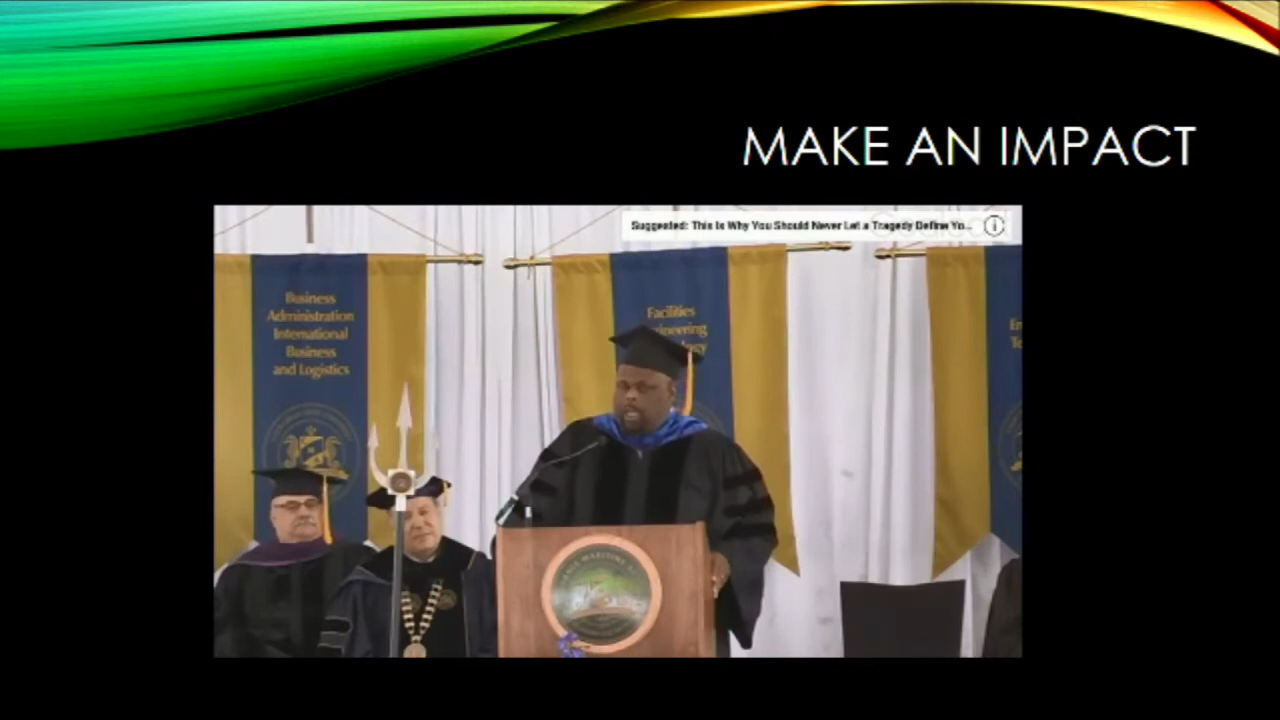 MAKE AN IMPACT
Suggested: This Is Why You Should Never Let a Tragedy Define Yo...
Business
Administration
International
Business
and Logistics
Facilities